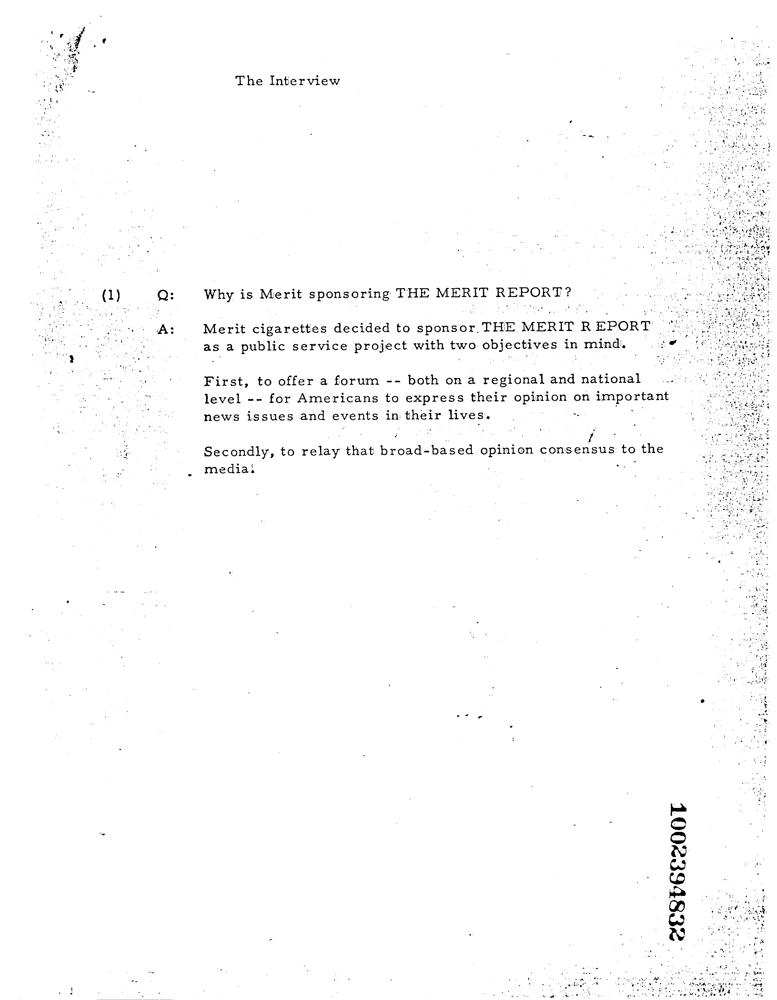 The Interview
(1) Q: Why is Merit sponsoring THE MERIT REPORT?
A: Merit cigarettes decided to sponsor THE MERIT R EPORT
as a public service project with two objectives in mind.
First, to offer a forum -- both on a regional and national
level -- for Americans to express their opinion on important
news issues and events in their lives.
Secondly, to relay that broad-based opinion consensus to the
media.
1002394832